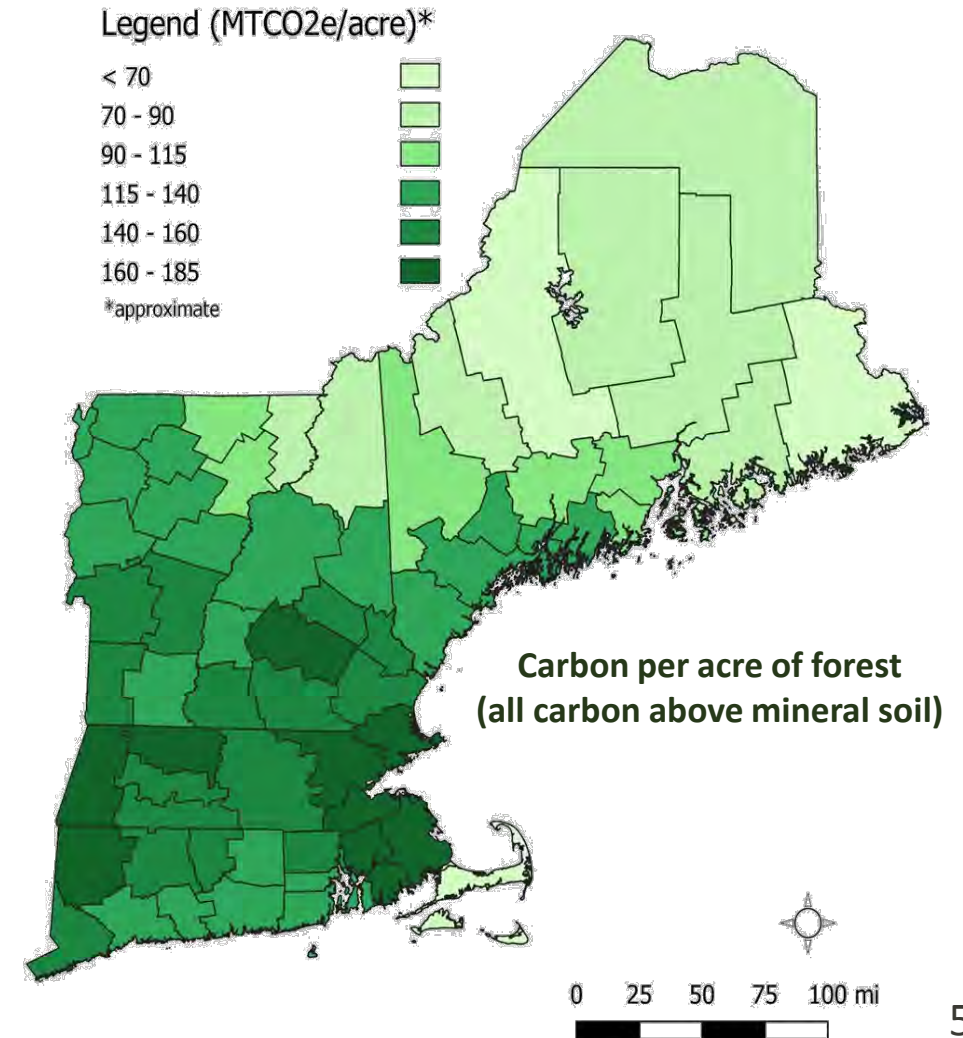 Legend (MTCO2e/acre)*
< 70
70 - 90
90 - 115
115 - 140
140 - 160
160 - 185
*approximate
Carbon per acre of forest
(all carbon above mineral soil)
0 25 50 75 100 mi
5